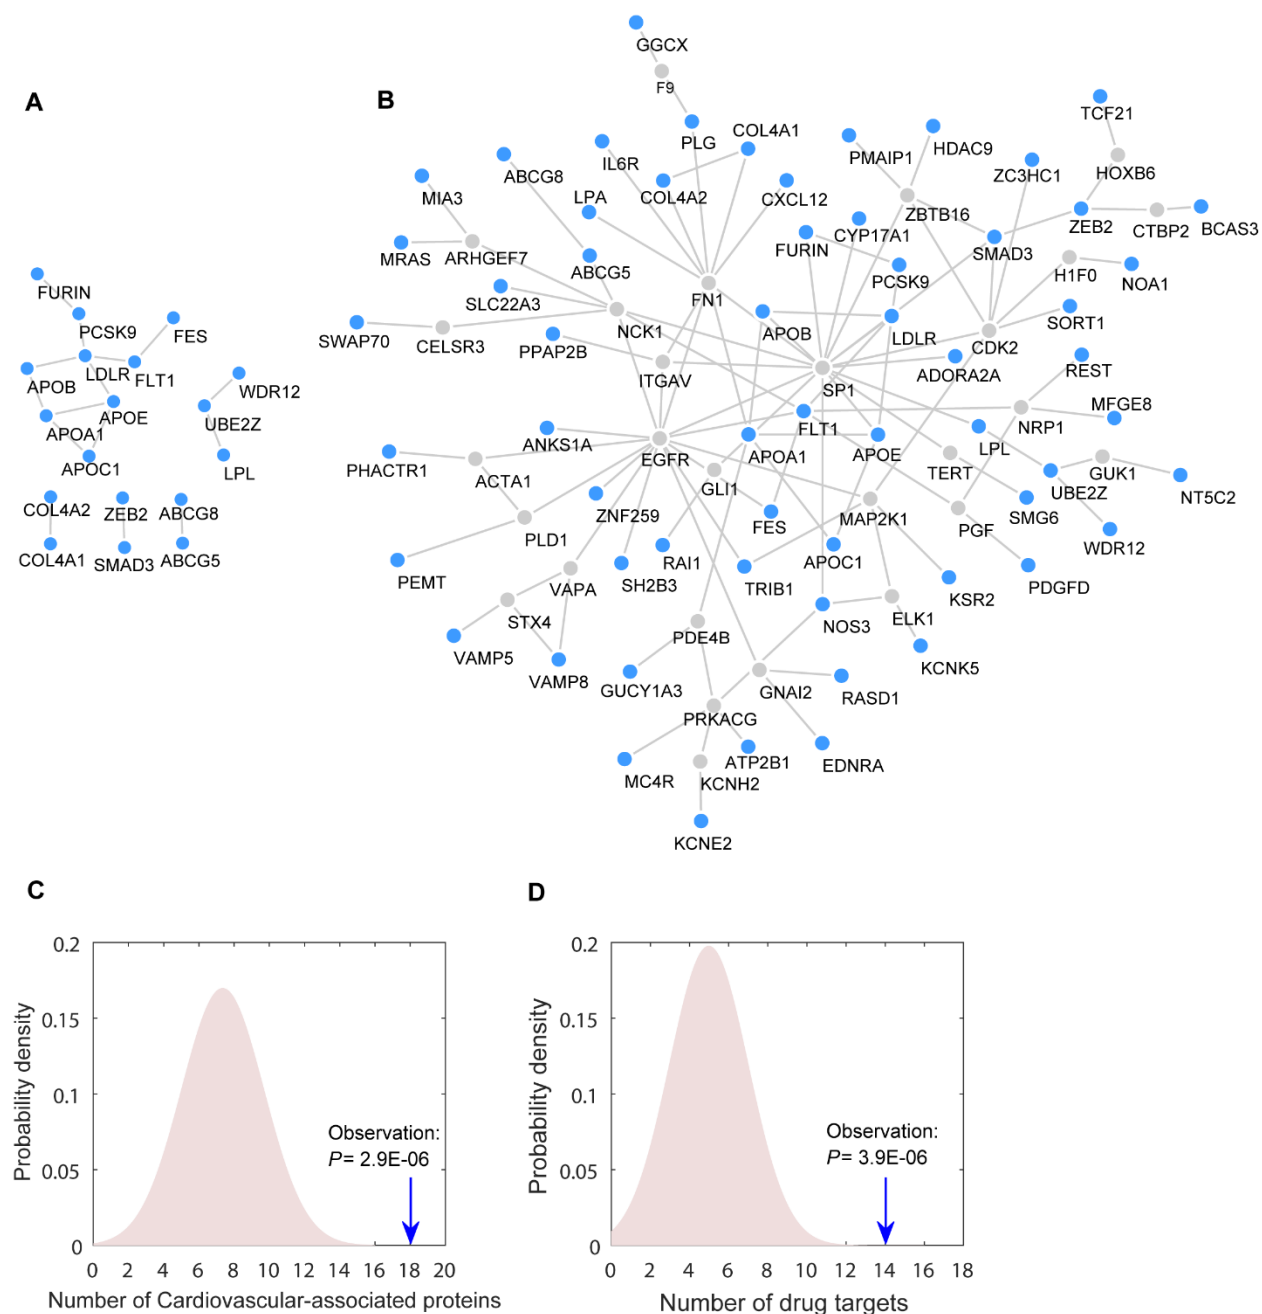 A
B
GGCX
F9
PLG
COL4A1
TCF21
HDAC9
PMAIP1
IL6R
ABCG8
HOXB6
ZC3HC1
MIA3
LPA
COL4A2
CXCL12
ZBTB16
ZEB2
CTBP2
BCAS3
MRAS
ARHGEF7
FURIN
CYP17A1
SMAD3
ABCG5
PCSK9
H1F0
NOA1
SLC22A3
FN1
NCK1
APOB
LDLR
SORT1
SWAP70
CELSR3
PPAP2B
CDK2
ITGAV
SP1
ADORA2A
REST
FLT1
MFGE8
NRP1
ANKS1A
EGFR
APOA1
APOE
LPL
PHACTR1
TERT
GUK1
ACTA1
GLI1
UBE2Z
NT5C2
ZNF259
FES
MAP2K1
SMG6
PLD1
PGF
WDR12
RAI1
APOC1
PEMT
VAPA
SH2B3
TRIB1
KSR2
PDGFD
STX4
PDE4B
NOS3
ELK1
VAMP5
VAMP8
GUCY1A3
GNAI2
KCNK5
RASD1
PRKACG
MC4R
ATP2B1
EDNRA
KCNH2
KCNE2
FURIN
PCSK9
FES
LDLR
FLT1
APOB
WDR12
APOE
UBE2Z
APOA1
APOC1
LPL
COL4A2
ZEB2
ABCG8
COL4A1
SMAD3
ABCG5
C
0.2
0.15
0.1
0.05
0
Probability density
Observation:
P= 2.9E-06
0 2 4 6 8 10 12 14 16 18 20
Number of Cardiovascular-associated proteins
D
0.2
0.15
0.1
0.05
0
Probability density
Observation:
P= 3.9E-06
0 2 4 6 8 10 12 14 16 18
Number of drug targets